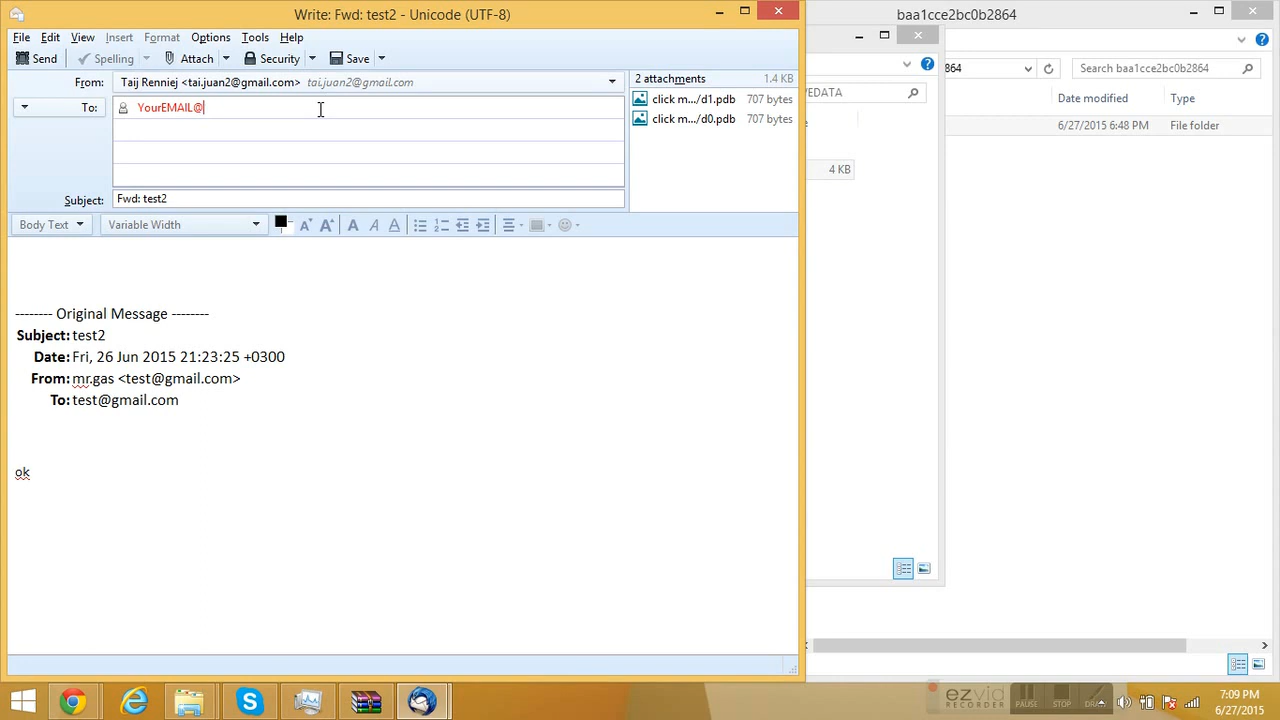 Write: Fwd: test2 - Unicode (UTF-8)
baa1cce2bc0b2864
File Edit View Insert Format Options Tools Help
Send Spelling Attach Security Save
864
Search baa1cce2bc0b2864
From: Taij Renniej <tai.juan2@gmail.com> tai.juan2@gmail.com
2 attachments 1.4 KB
VEDATA
To: YourEMAIL@
click m.../d1.pdb 707 bytes
Date modified Type
click m.../d0.pdb 707 bytes
6/27/2015 6:48 PM File folder
4 KB
Subject: Fwd: test2
Body Text Variable Width
-------- Original Message --------
Subject: test2
Date: Fri, 26 Jun 2015 21:23:25 +0300
From: mr.gas <test@gmail.com>
To: test@gmail.com
ok
ezvid
RECORDER
PAUSE STOP DRAW
7:09 PM
6/27/2015